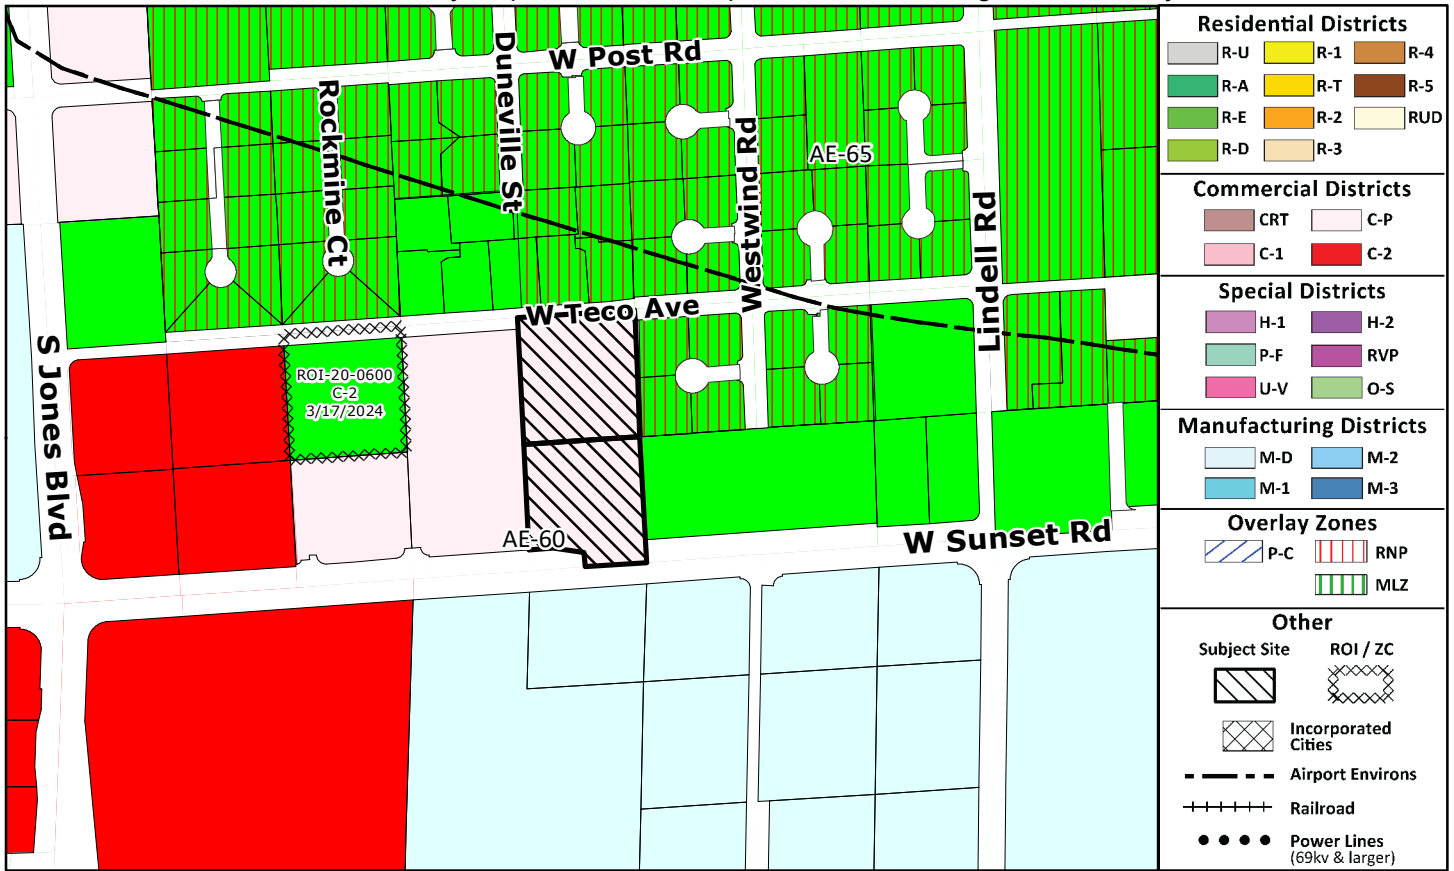 W Post Rd
Duneville St
Rockmine Ct
Westwind Rd
AE-65
Lindell Rd
W Teco Ave
S Jones Blvd
ROI-20-0600
C-2
3/17/2024
AE-60
W Sunset Rd
Residential Districts
R-U R-1 R-4
R-A R-T R-5
R-E R-2 RUD
R-D R-3
Commercial Districts
CRT C-P
C-1 C-2
Special Districts
H-1 H-2
P-F RVP
U-V O-S
Manufacturing Districts
M-D M-2
M-1 M-3
Overlay Zones
P-C RNP
MLZ
Other
Subject Site ROI / ZC
Incorporated
Cities
Airport Environs
Railroad
Power Lines
(69kv & larger)